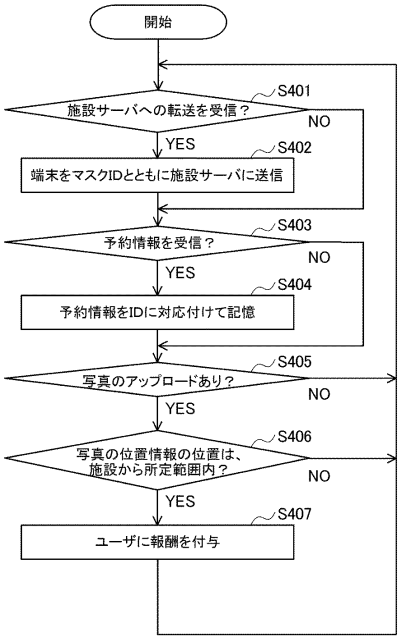 開始
S401
施設サーバへの転送を受信？
NO
YES
S402
端末をマスクIDとともに施設サーバに送信
S403
予約情報を受信？
NO
YES
S404
予約情報をIDに対応付けて記憶
S405
写真のアップロードあり？
NO
YES
S406
写真の位置情報の位置は、
施設から所定範囲内？
NO
YES
S407
ユーザに報酬を付与